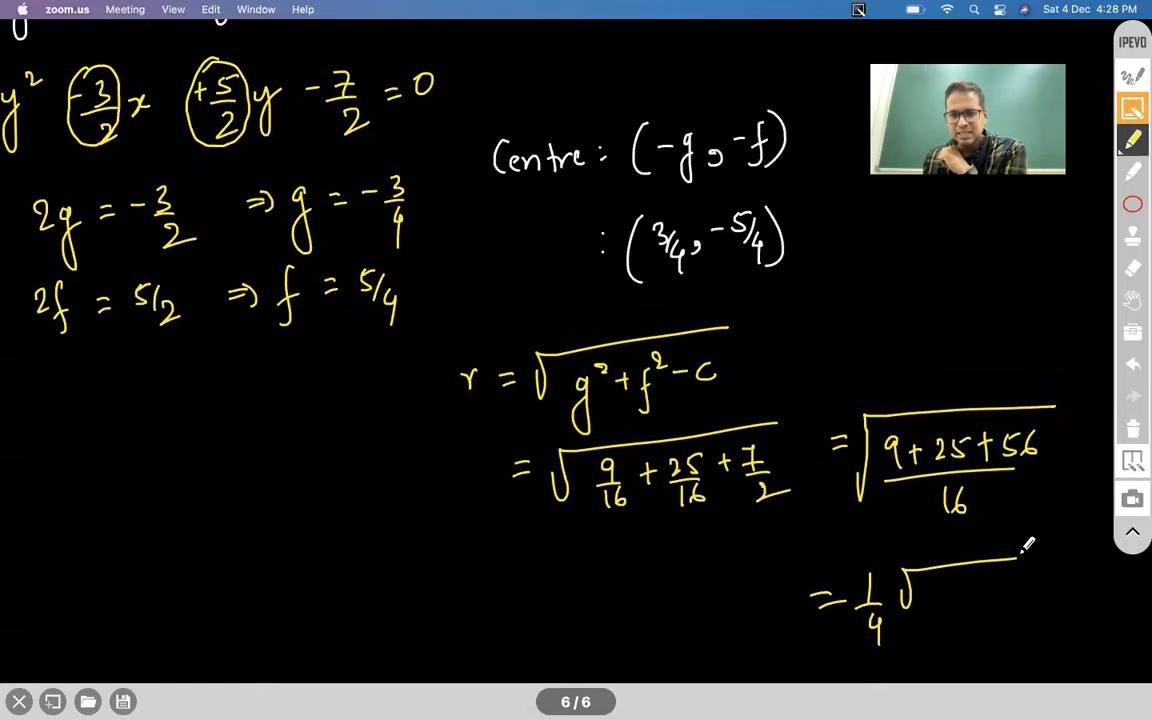 zoom.us Meeting View Edit Window Help Sat 4 Dec 4:28 PM
IPEVO
y² -3/2 x +5/2 y - 7/2 = 0
Centre : (-g, -f)
2g = -3/2 ⇒ g = -3/4
: (3/4, -5/4)
2f = 5/2 ⇒ f = 5/4
r = √(g² + f² - c)
= √(9/16 + 25/16 + 7/2) = √((9 + 25 + 56)/16)
= 1/4 √
6/6